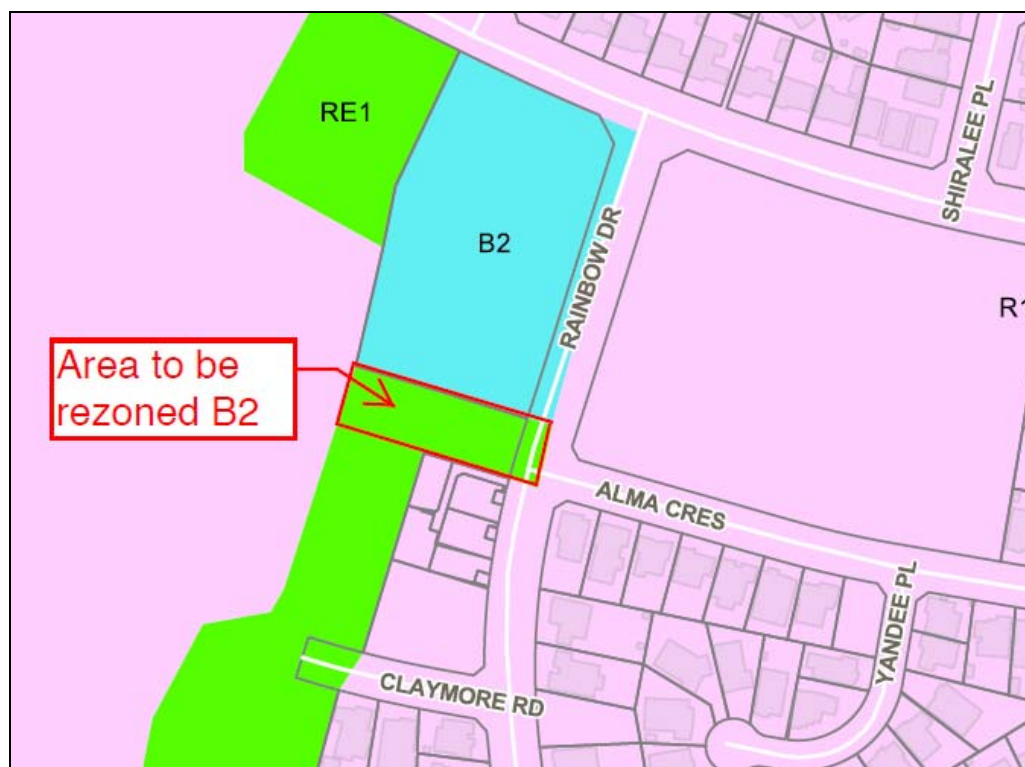 SHIRALEE PL
RE1
B2
RAINBOW DR
R1
Area to be
rezoned B2
ALMA CRES
YANDEE PL
CLAYMORE RD